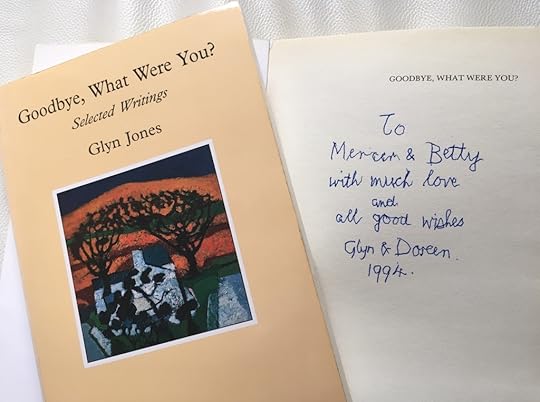 Goodbye, What Were You?
Selected Writings
Glyn Jones
GOODBYE, WHAT WERE YOU?
To
Mercem & Betty
with much love
and
all good wishes
Glyn & Doreen.
1994.